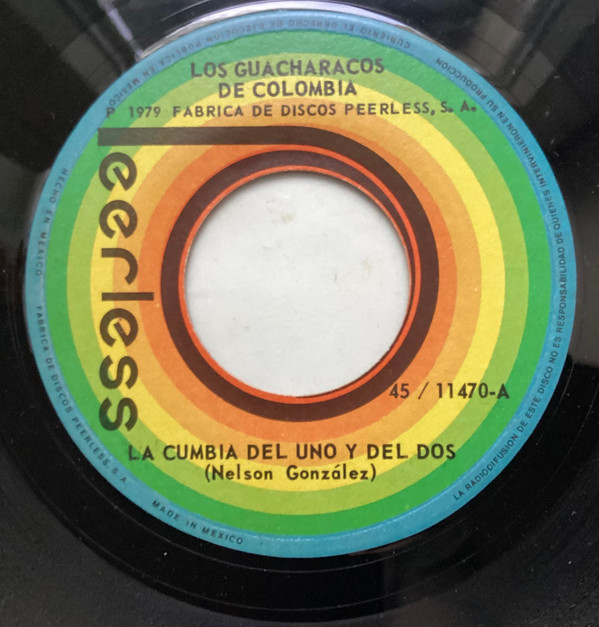 LOS GUACHARACOS
DE COLOMBIA
P 1979 FABRICA DE DISCOS PEERLESS, S. A.
peerless
45 / 11470-A
LA CUMBIA DEL UNO Y DEL DOS
(Nelson González)
HECHO EN MEXICO
FABRICA DE DISCOS PEERLESS, S. A.
MADE IN MEXICO
LA RADIODIFUSION DE ESTE DISCO NO ES RESPONSABILIDAD DE QUIENES INTERVINIERON EN SU PRODUCCION
CUBIERTO EL DERECHO DE EJECUCION PUBLICA EN MEXICO